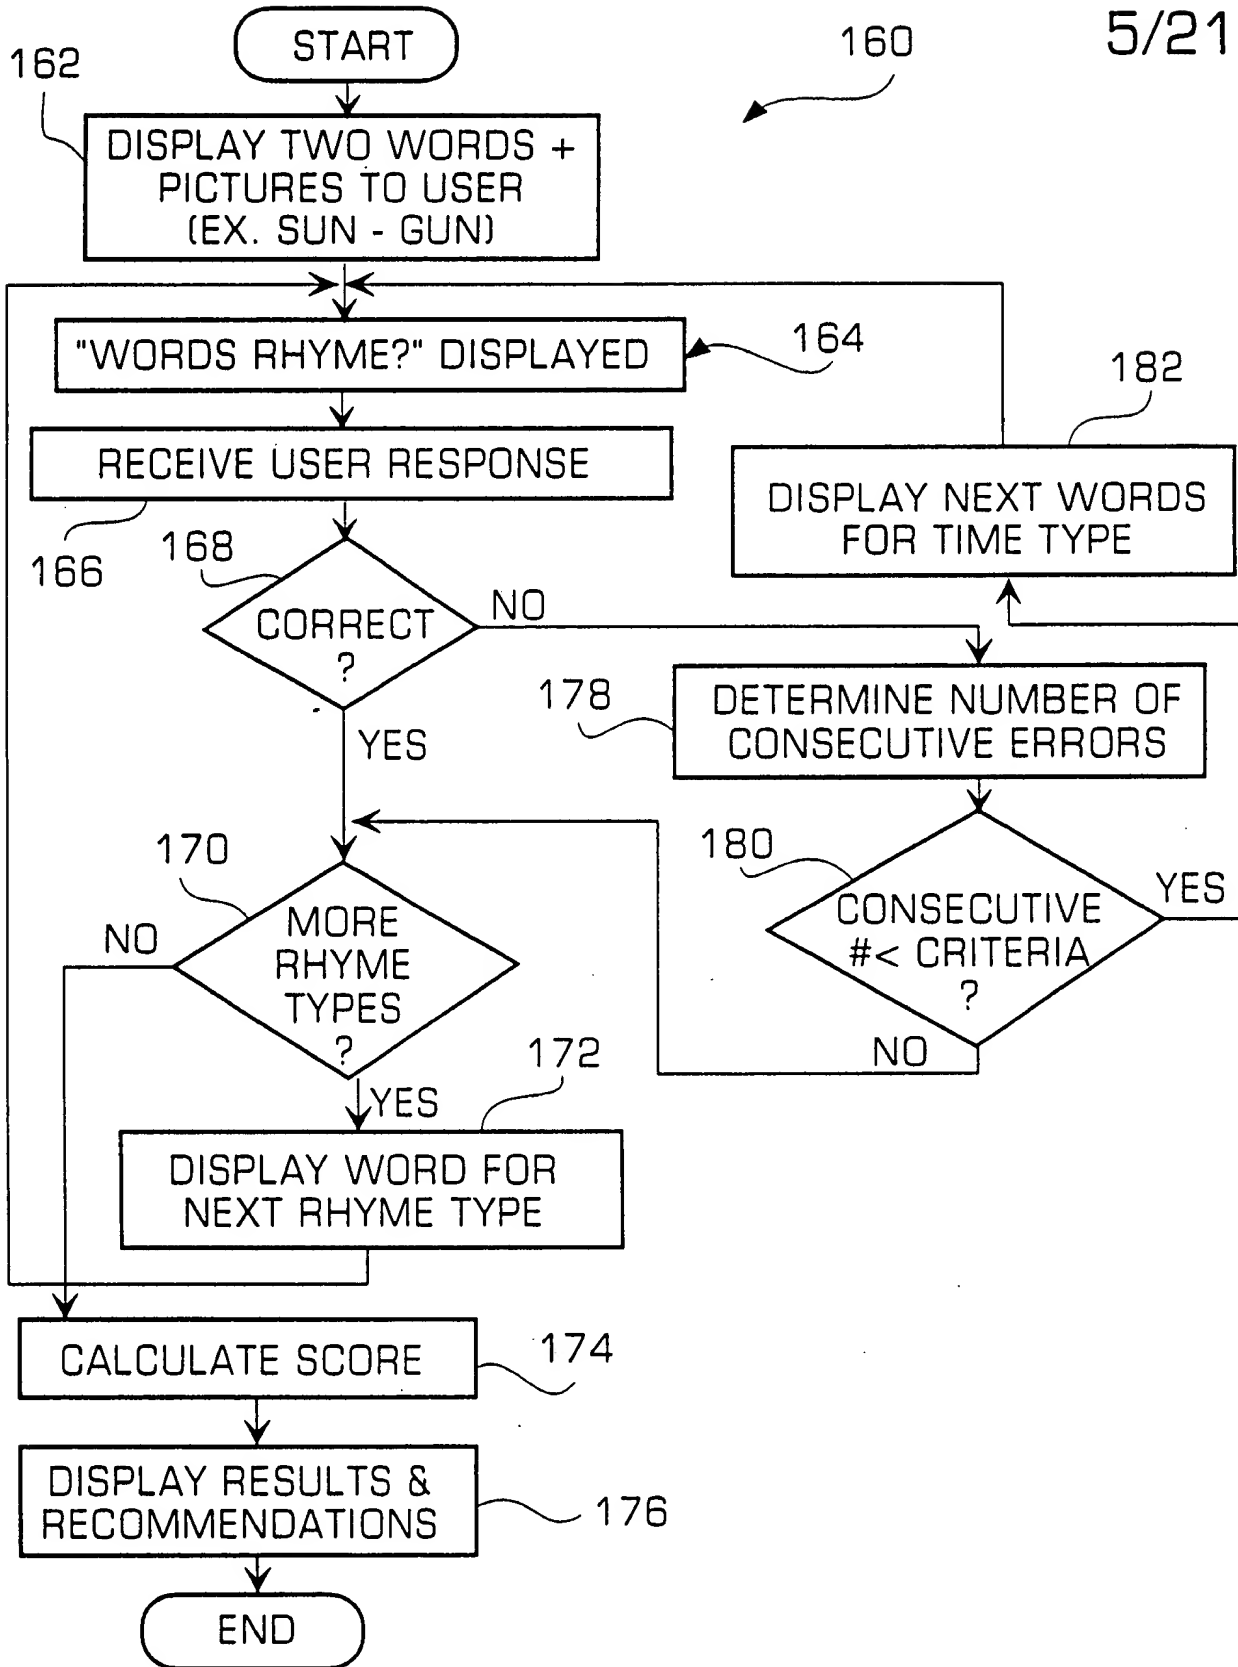 5/21
160
START
162
DISPLAY TWO WORDS +
PICTURES TO USER
(EX. SUN - GUN)
"WORDS RHYME?" DISPLAYED
164
RECEIVE USER RESPONSE
166
182
DISPLAY NEXT WORDS
FOR TIME TYPE
168
CORRECT
?
NO
YES
178
DETERMINE NUMBER OF
CONSECUTIVE ERRORS
180
CONSECUTIVE
#< CRITERIA
?
YES
NO
170
MORE
RHYME
TYPES
?
NO
YES
172
DISPLAY WORD FOR
NEXT RHYME TYPE
CALCULATE SCORE
174
DISPLAY RESULTS &
RECOMMENDATIONS
176
END